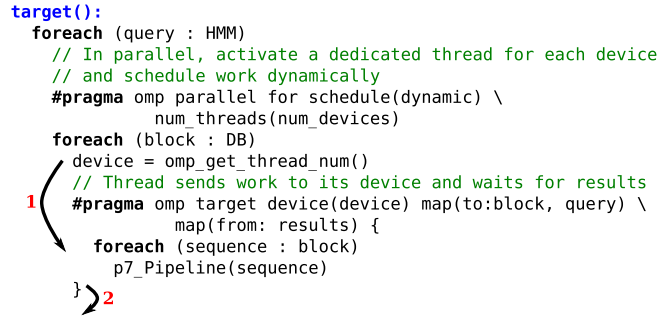 target():
foreach (query : HMM)
// In parallel, activate a dedicated thread for each device
// and schedule work dynamically
#pragma omp parallel for schedule(dynamic) \
num_threads(num_devices)
foreach (block : DB)
device = omp_get_thread_num()
// Thread sends work to its device and waits for results
1
#pragma omp target device(device) map(to:block, query) \
map(from: results) {
foreach (sequence : block)
p7_Pipeline(sequence)
}
2